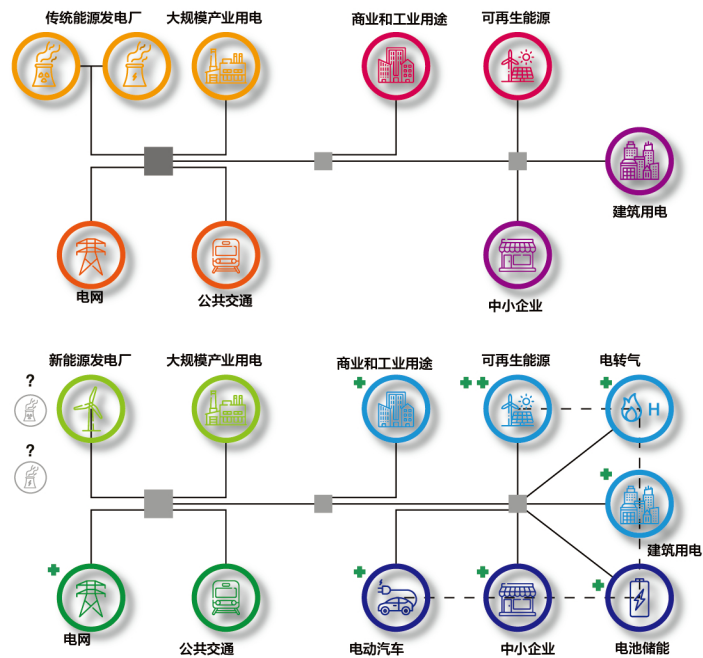 传统能源发电厂
大规模产业用电
商业和工业用途
可再生能源
建筑用电
电网
公共交通
中小企业
新能源发电厂
大规模产业用电
商业和工业用途
可再生能源
电转气
?
H
?
建筑用电
电网
公共交通
电动汽车
中小企业
电池储能